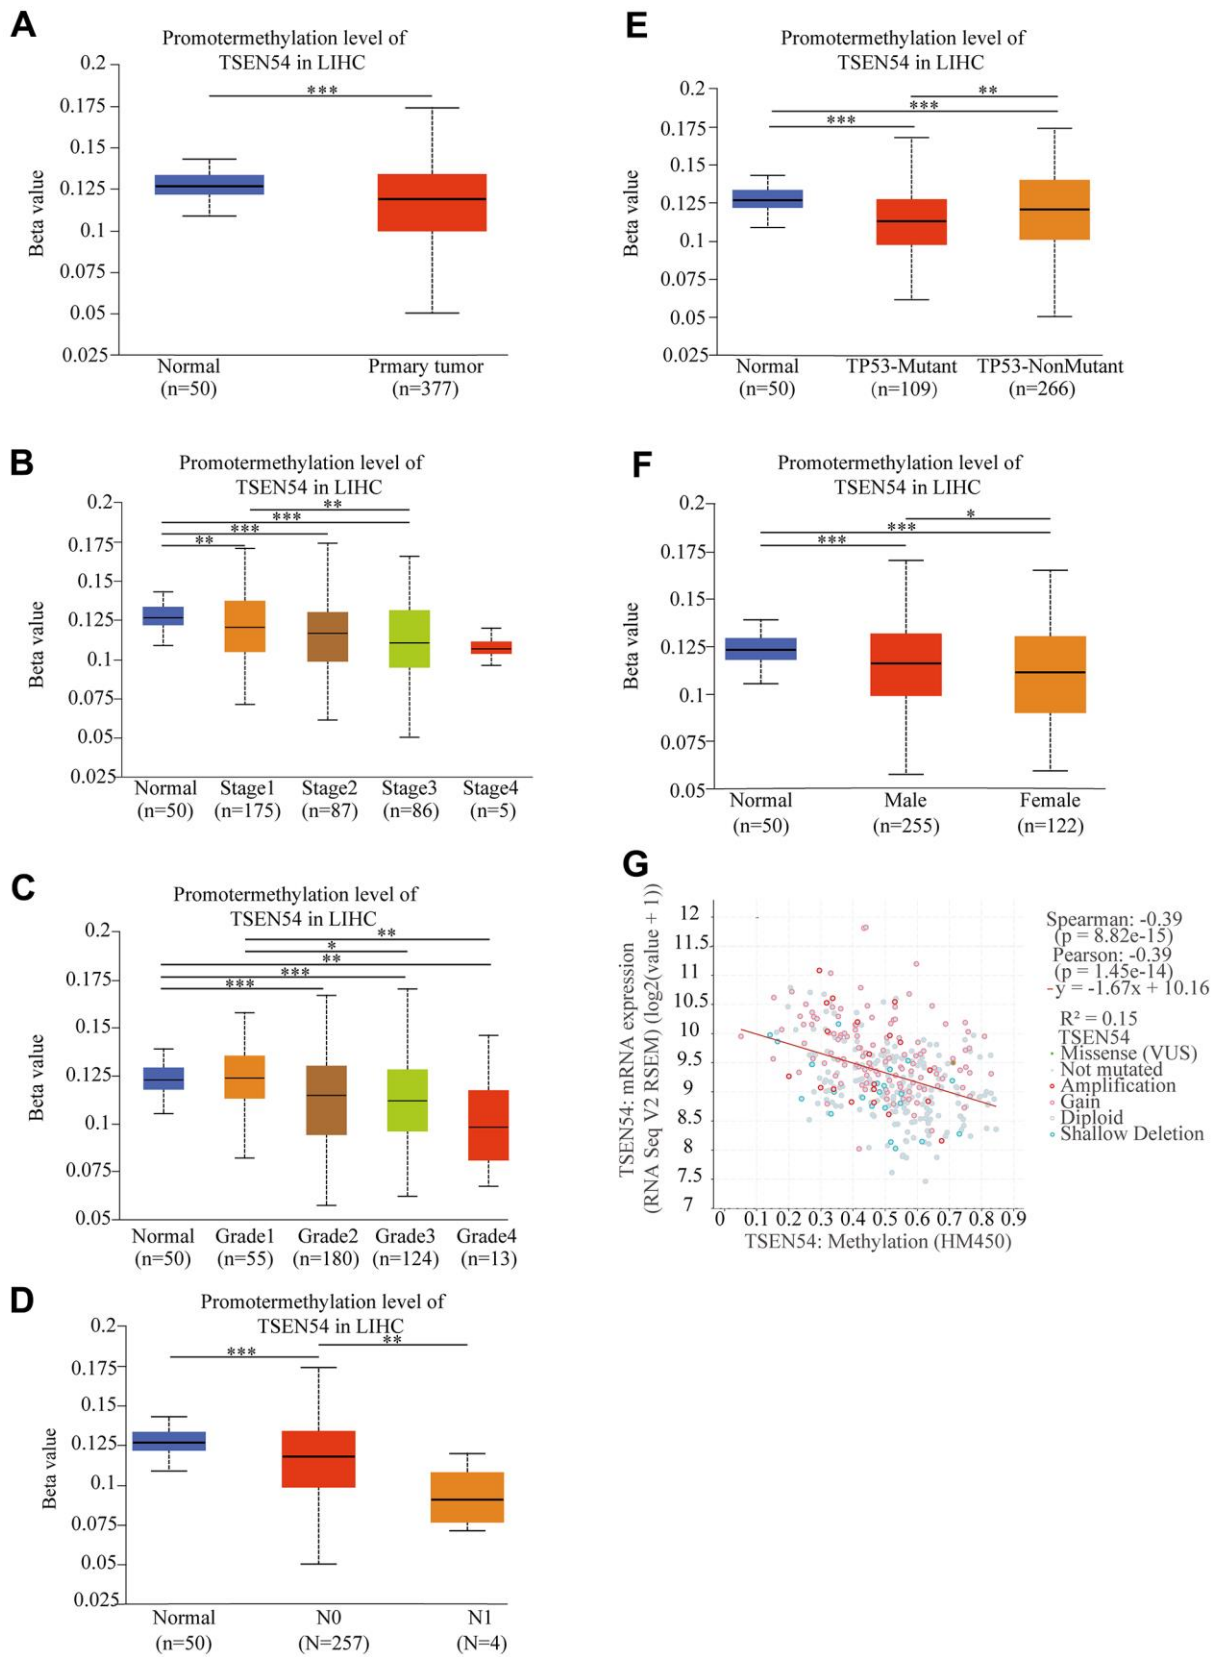 A
Promotermethylation level of
TSEN54 in LIHC
0.2
0.175
0.15
0.125
0.1
0.075
0.05
0.025
Beta value
***
Normal
(n=50)
Prmary tumor
(n=377)
B
Promotermethylation level of
TSEN54 in LIHC
0.2
0.175
0.15
0.125
0.1
0.075
0.05
0.025
Beta value
**
***
***
**
Normal
(n=50)
Stage1
(n=175)
Stage2
(n=87)
Stage3
(n=86)
Stage4
(n=5)
C
Promotermethylation level of
TSEN54 in LIHC
0.2
0.175
0.15
0.125
0.1
0.075
0.05
Beta value
**
*
**
***
***
Normal
(n=50)
Grade1
(n=55)
Grade2
(n=180)
Grade3
(n=124)
Grade4
(n=13)
D
Promotermethylation level of
TSEN54 in LIHC
0.2
0.175
0.15
0.125
0.1
0.075
0.05
0.025
Beta value
**
***
Normal
(n=50)
N0
(N=257)
N1
(N=4)
E
Promotermethylation level of
TSEN54 in LIHC
0.2
0.175
0.15
0.125
0.1
0.075
0.05
0.025
Beta value
**
***
***
Normal
(n=50)
TP53-Mutant
(n=109)
TP53-NonMutant
(n=266)
F
Promotermethylation level of
TSEN54 in LIHC
0.2
0.175
0.15
0.125
0.1
0.075
0.05
Beta value
*
***
***
Normal
(n=50)
Male
(n=255)
Female
(n=122)
G
TSEN54: mRNA expression
(RNA Seq V2 RSEM) (log2(value + 1))
12
11.5
11
10.5
10
9.5
9
8.5
8
7.5
7
0 0.1 0.2 0.3 0.4 0.5 0.6 0.7 0.8 0.9
TSEN54: Methylation (HM450)
Spearman: -0.39
(p = 8.82e-15)
Pearson: -0.39
(p = 1.45e-14)
y = -1.67x + 10.16
R² = 0.15
TSEN54
Missense (VUS)
Not mutated
Amplification
Gain
Diploid
Shallow Deletion